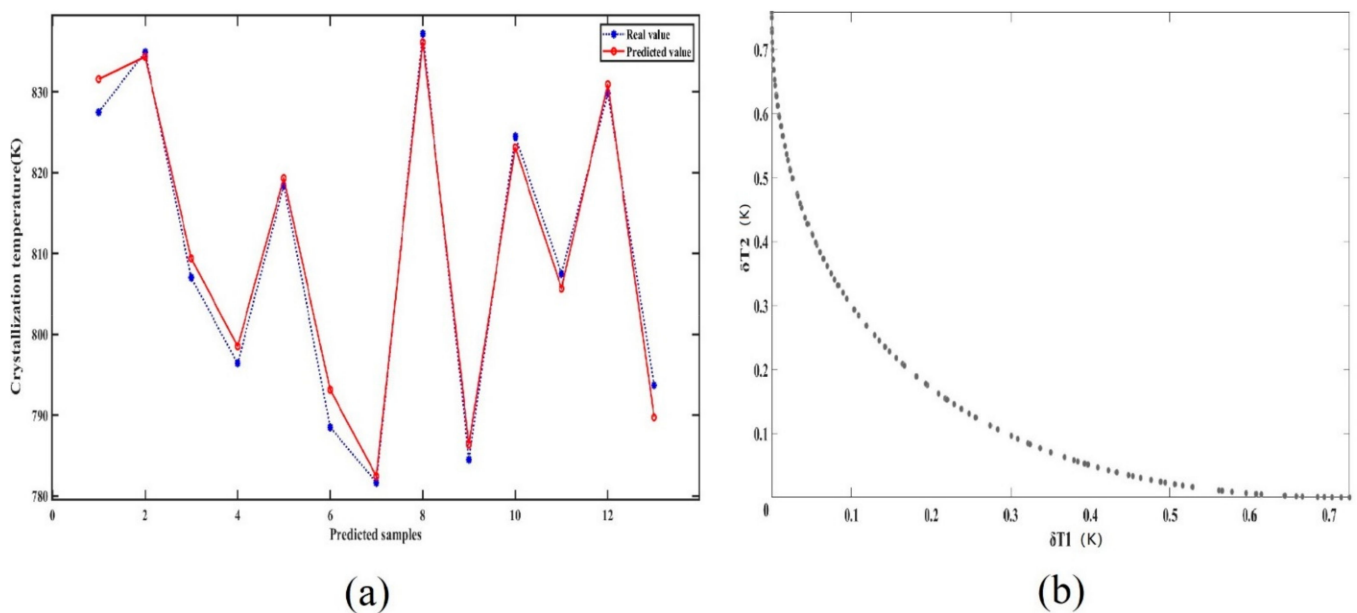 Real value
Predicted value
830
820
810
800
790
780
0 2 4 6 8 10 12
Crystallization temperature(K)
Predicted samples
(a)
0.7
0.6
0.5
0.4
0.3
0.2
0.1
0
0.1 0.2 0.3 0.4 0.5 0.6 0.7
δT2 (K)
δT1 (K)
(b)